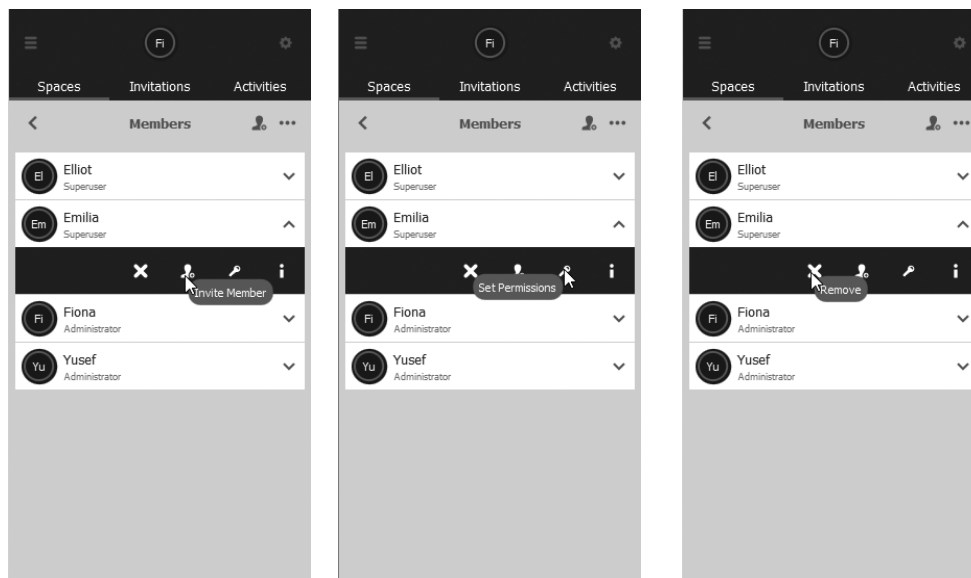 Fi
Spaces Invitations Activities
Members
El Elliot
Superuser
Em Emilia
Superuser
Invite Member
Fi Fiona
Administrator
Yu Yusef
Administrator
Fi
Spaces Invitations Activities
Members
El Elliot
Superuser
Em Emilia
Superuser
Set Permissions
Fi Fiona
Administrator
Yu Yusef
Administrator
Fi
Spaces Invitations Activities
Members
El Elliot
Superuser
Em Emilia
Superuser
Remove
Fi Fiona
Administrator
Yu Yusef
Administrator